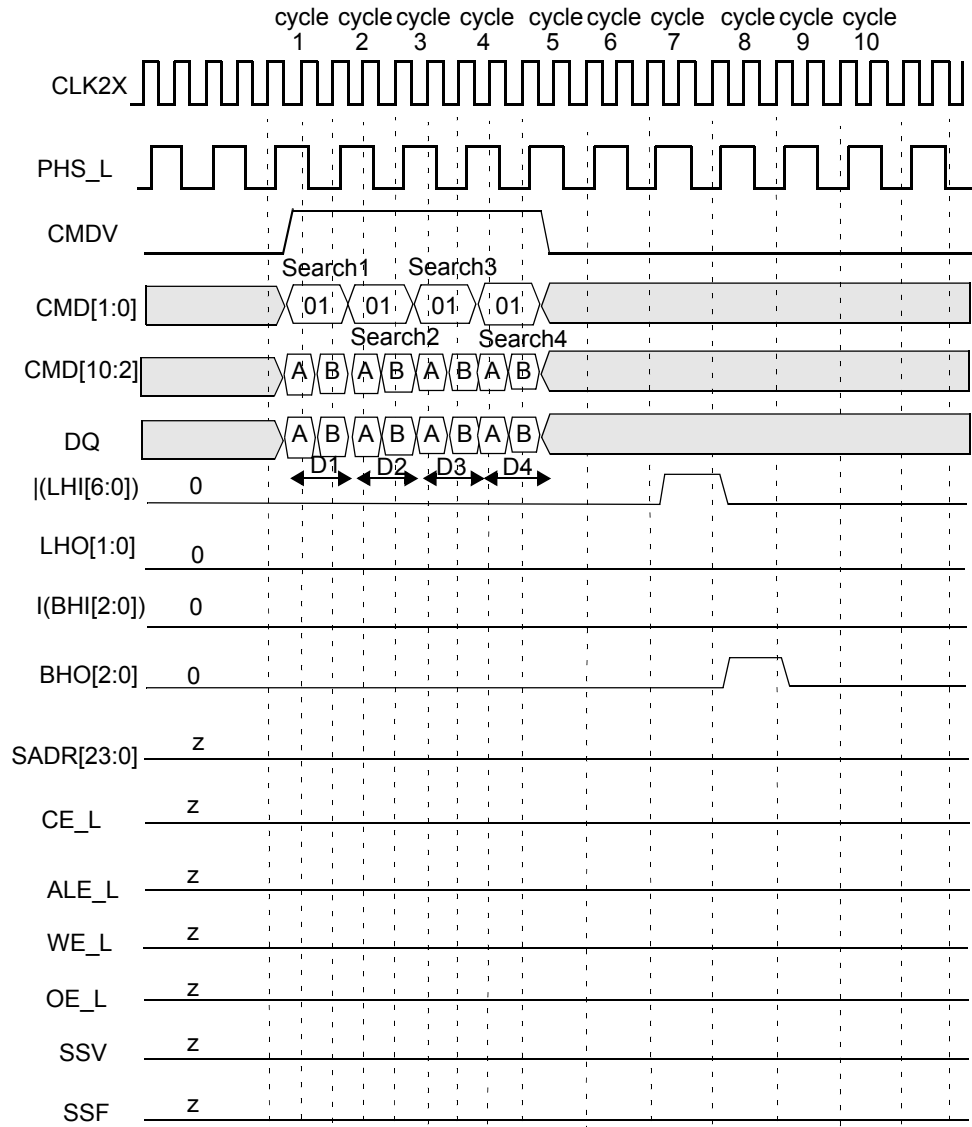 cycle cycle cycle cycle cycle cycle cycle cycle cycle cycle
1 2 3 4 5 6 7 8 9 10
CLK2X
PHS_L
CMDV
Search1 Search3
CMD[1:0] 01 01 01 01
Search2 Search4
CMD[10:2] A B A B A B A B
DQ A B A B A B A B
D1 D2 D3 D4
|(LHI[6:0]) 0
LHO[1:0] 0
I(BHI[2:0]) 0
BHO[2:0] 0
SADR[23:0] z
CE_L z
ALE_L z
WE_L z
OE_L z
SSV z
SSF z